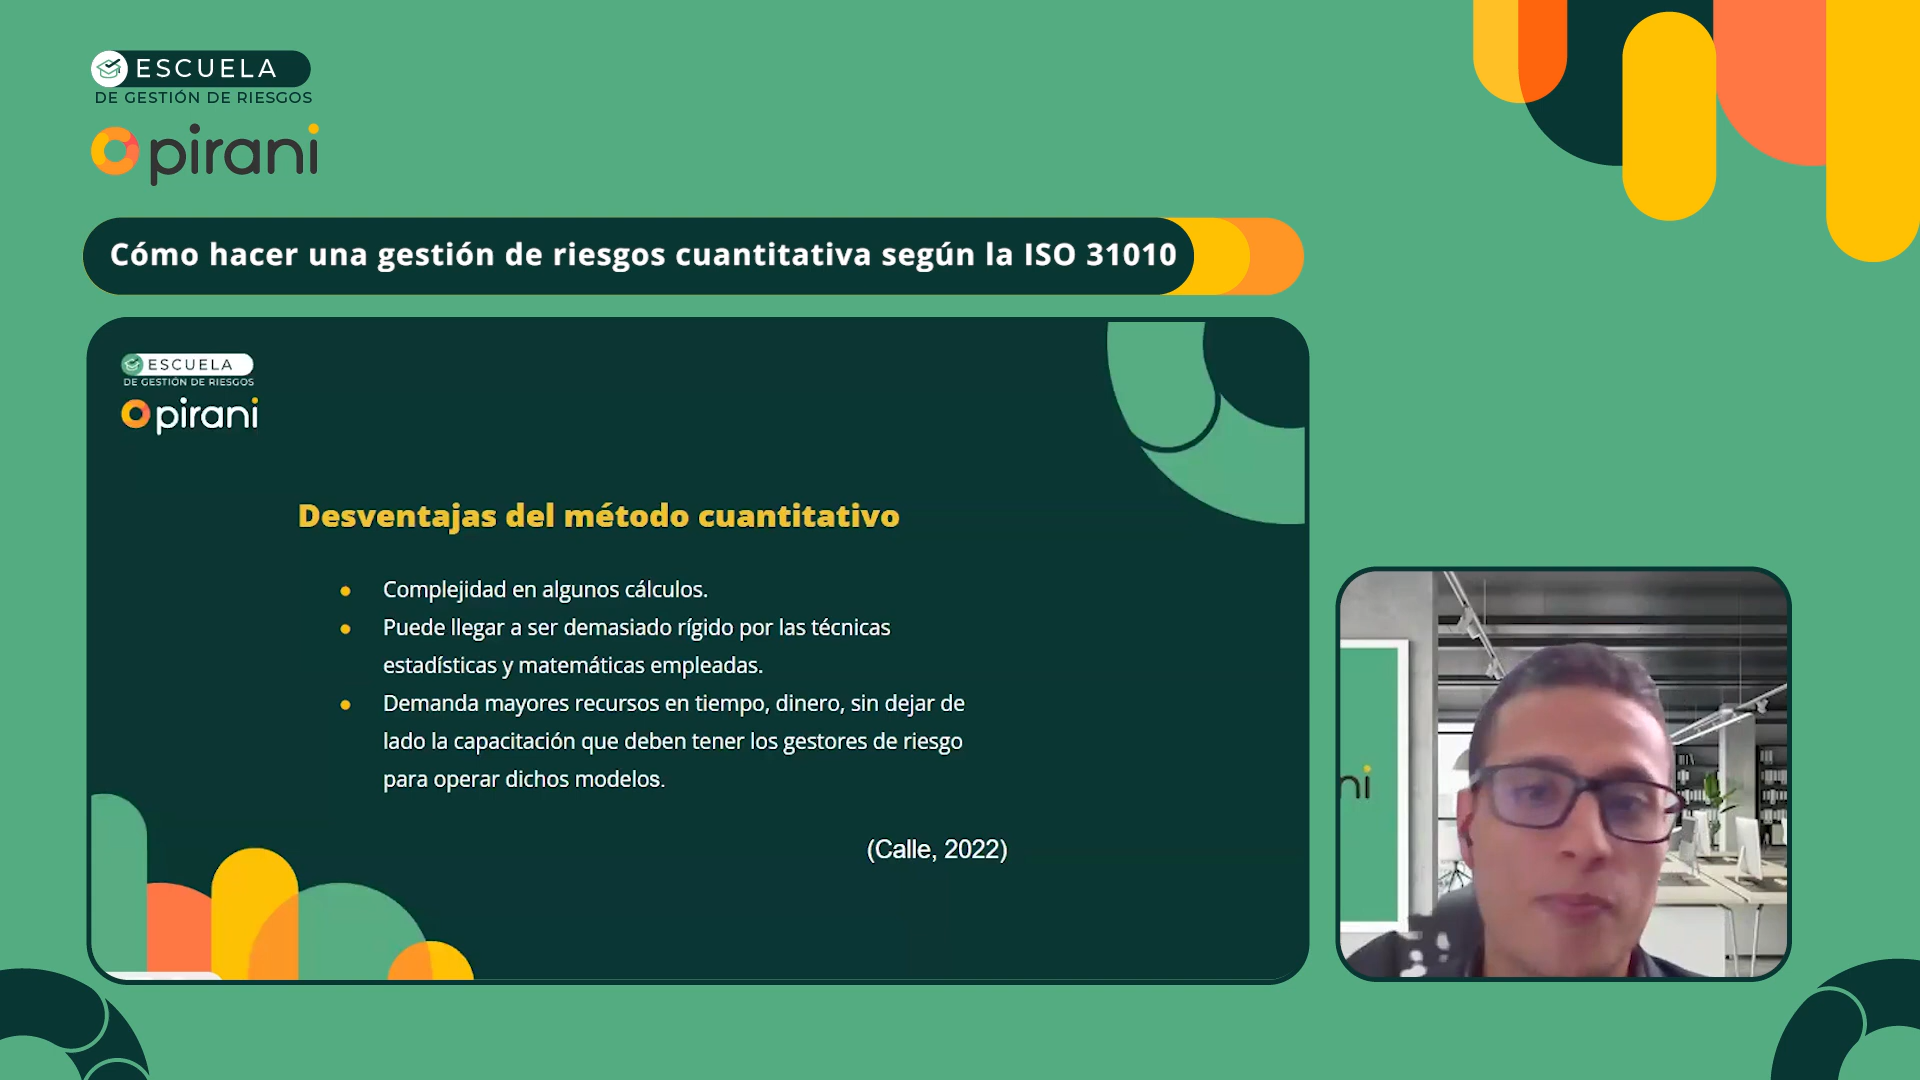 ESCUELA
DE GESTIÓN DE RIESGOS
pirani
Cómo hacer una gestión de riesgos cuantitativa según la ISO 31010
ESCUELA
DE GESTIÓN DE RIESGOS
pirani
Desventajas del método cuantitativo
● Complejidad en algunos cálculos.
● Puede llegar a ser demasiado rígido por las técnicas
estadísticas y matemáticas empleadas.
● Demanda mayores recursos en tiempo, dinero, sin dejar de
lado la capacitación que deben tener los gestores de riesgo
para operar dichos modelos.
(Calle, 2022)
ni